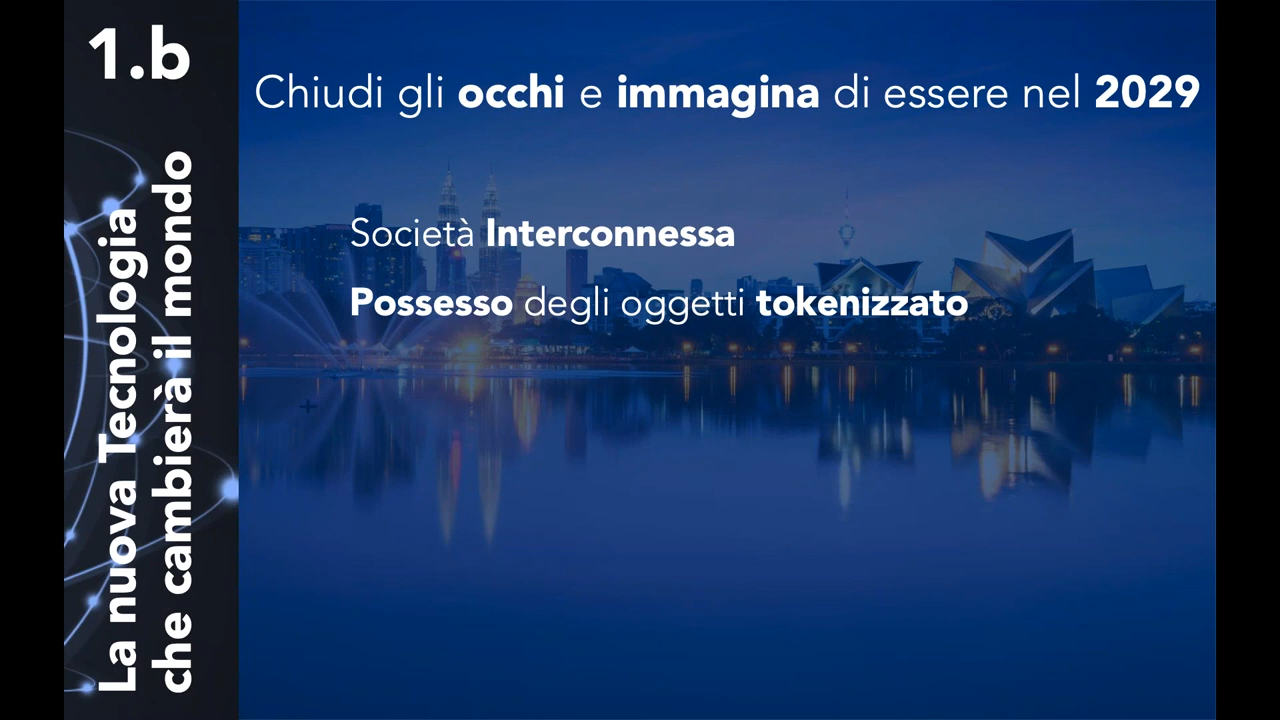 1.b
La nuova Tecnologia
che cambierà il mondo
Chiudi gli occhi e immagina di essere nel 2029
Società Interconnessa
Possesso degli oggetti tokenizzato